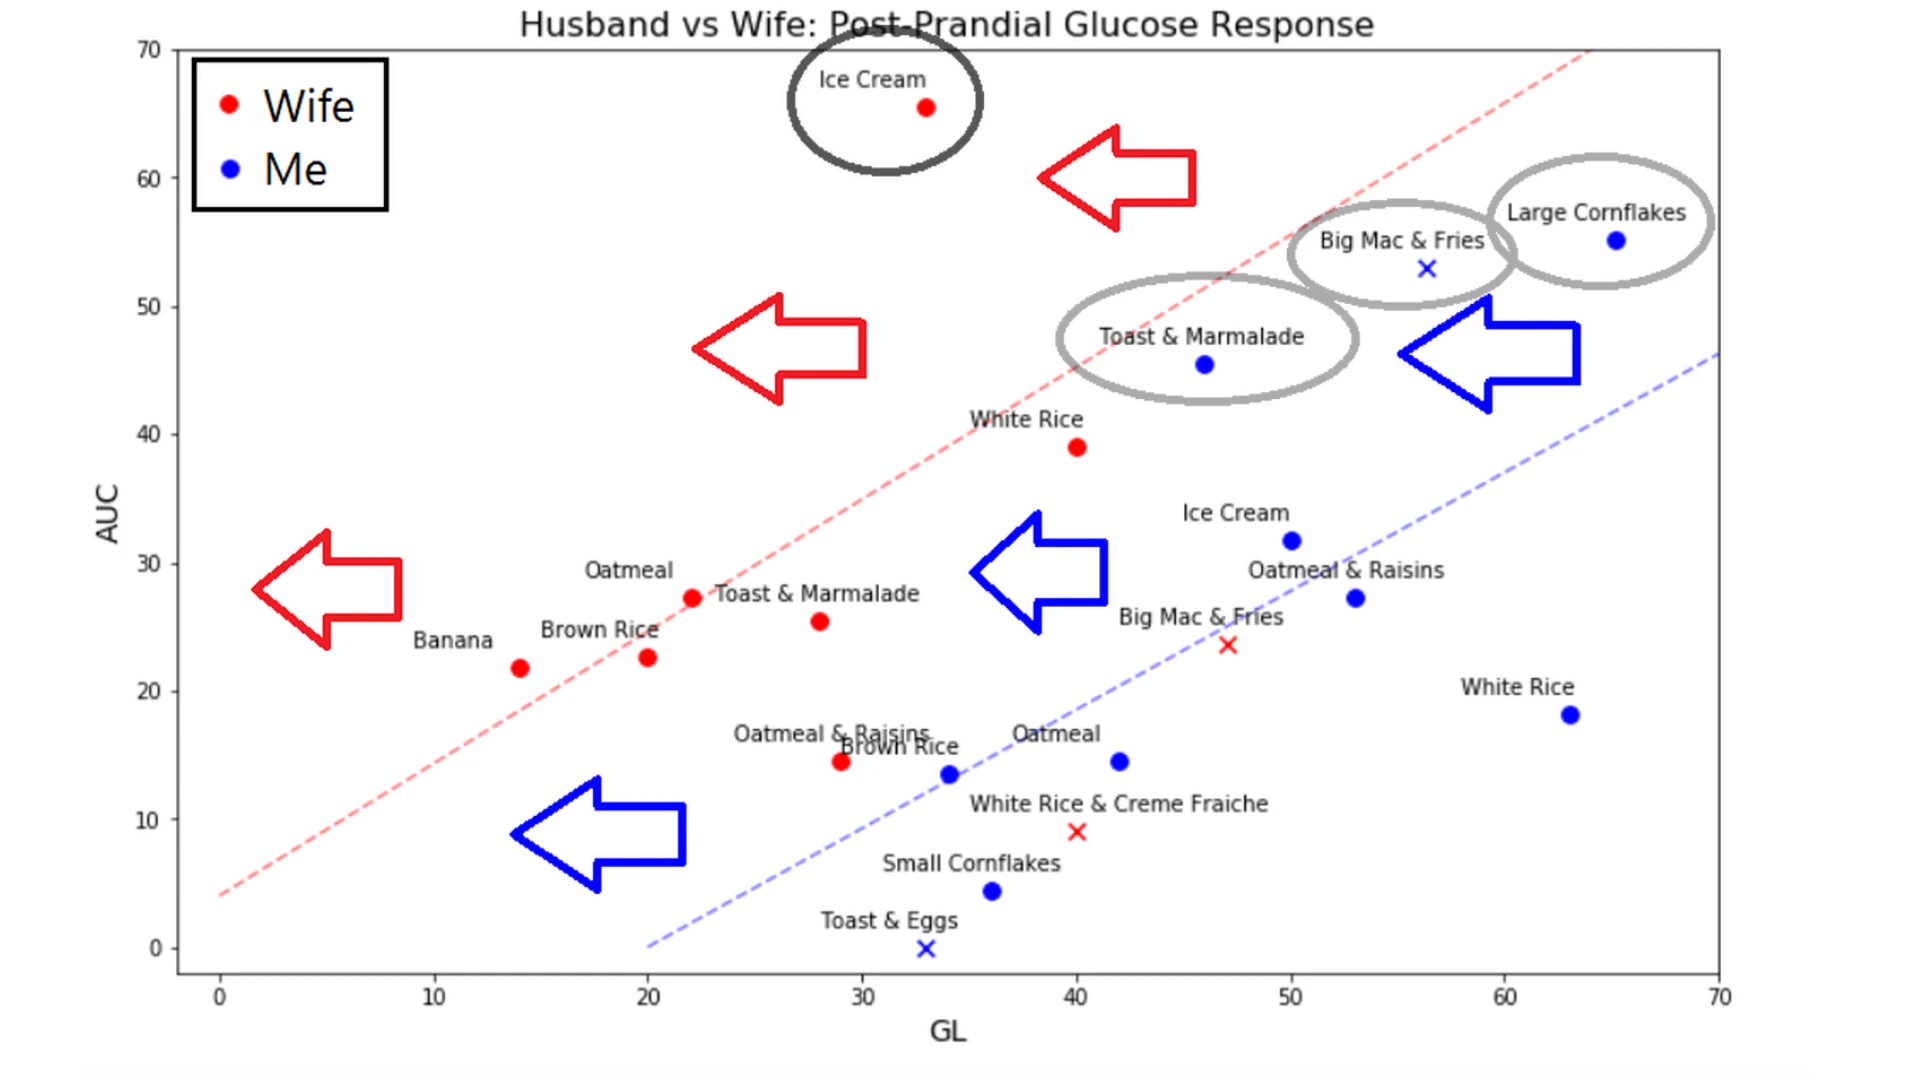 Husband vs Wife: Post-Prandial Glucose Response
Wife
Me
Ice Cream
Large Cornflakes
Big Mac & Fries
Toast & Marmalade
White Rice
Ice Cream
Oatmeal
Oatmeal & Raisins
Toast & Marmalade
Big Mac & Fries
Brown Rice
Banana
White Rice
Oatmeal & Raisins
Oatmeal
Brown Rice
White Rice & Creme Fraiche
Small Cornflakes
Toast & Eggs
70
60
50
40
30
20
10
0
AUC
0 10 20 30 40 50 60 70
GL